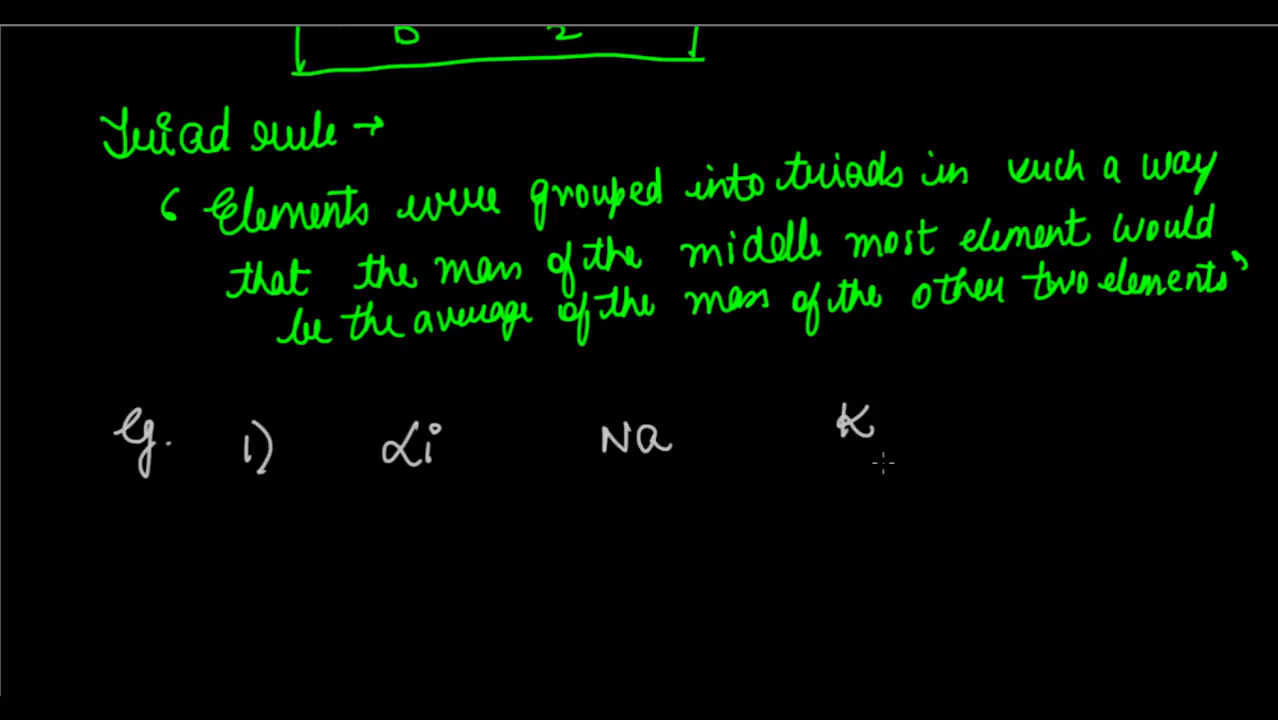 Triad rule →
‘ Elements were grouped into triads in such a way
that the mass of the middle most element would
be the average of the mass of the other two elements’
Eg. 1) Li Na K